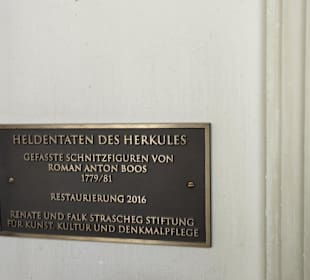 HELDENTATEN DES HERKULES
GEFASSTE SCHNITZFIGUREN VON
ROMAN ANTON BOOS
1779/81
RESTAURIERUNG 2016
RENATE UND FALK STRASCHEG STIFTUNG
FÜR KUNST, KULTUR UND DENKMALPFLEGE